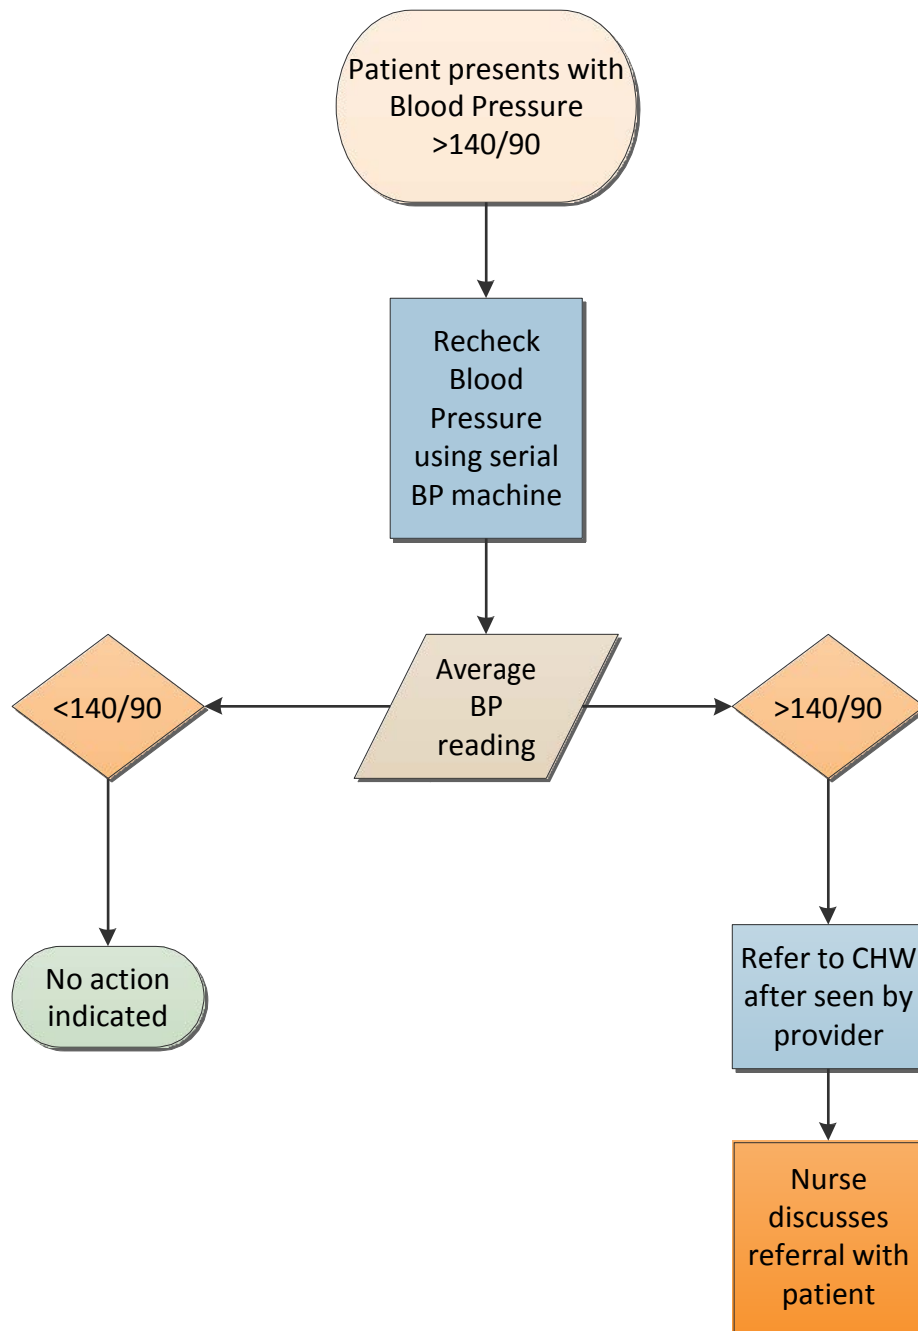 Patient presents with
Blood Pressure
>140/90
Recheck
Blood
Pressure
using serial
BP machine
Average
BP
reading
<140/90
>140/90
No action
indicated
Refer to CHW
after seen by
provider
Nurse
discusses
referral with
patient